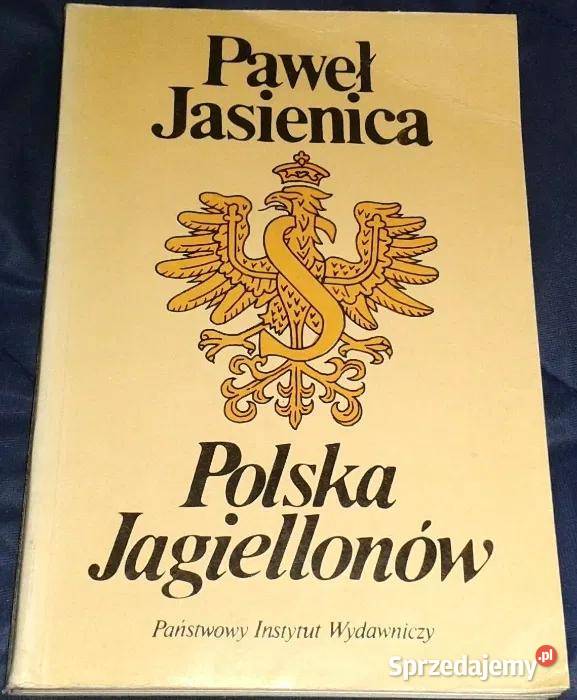 Paweł
Jasienica
S
Polska
Jagiellonów
Państwowy Instytut Wydawniczy
Sprzedajemy.pl